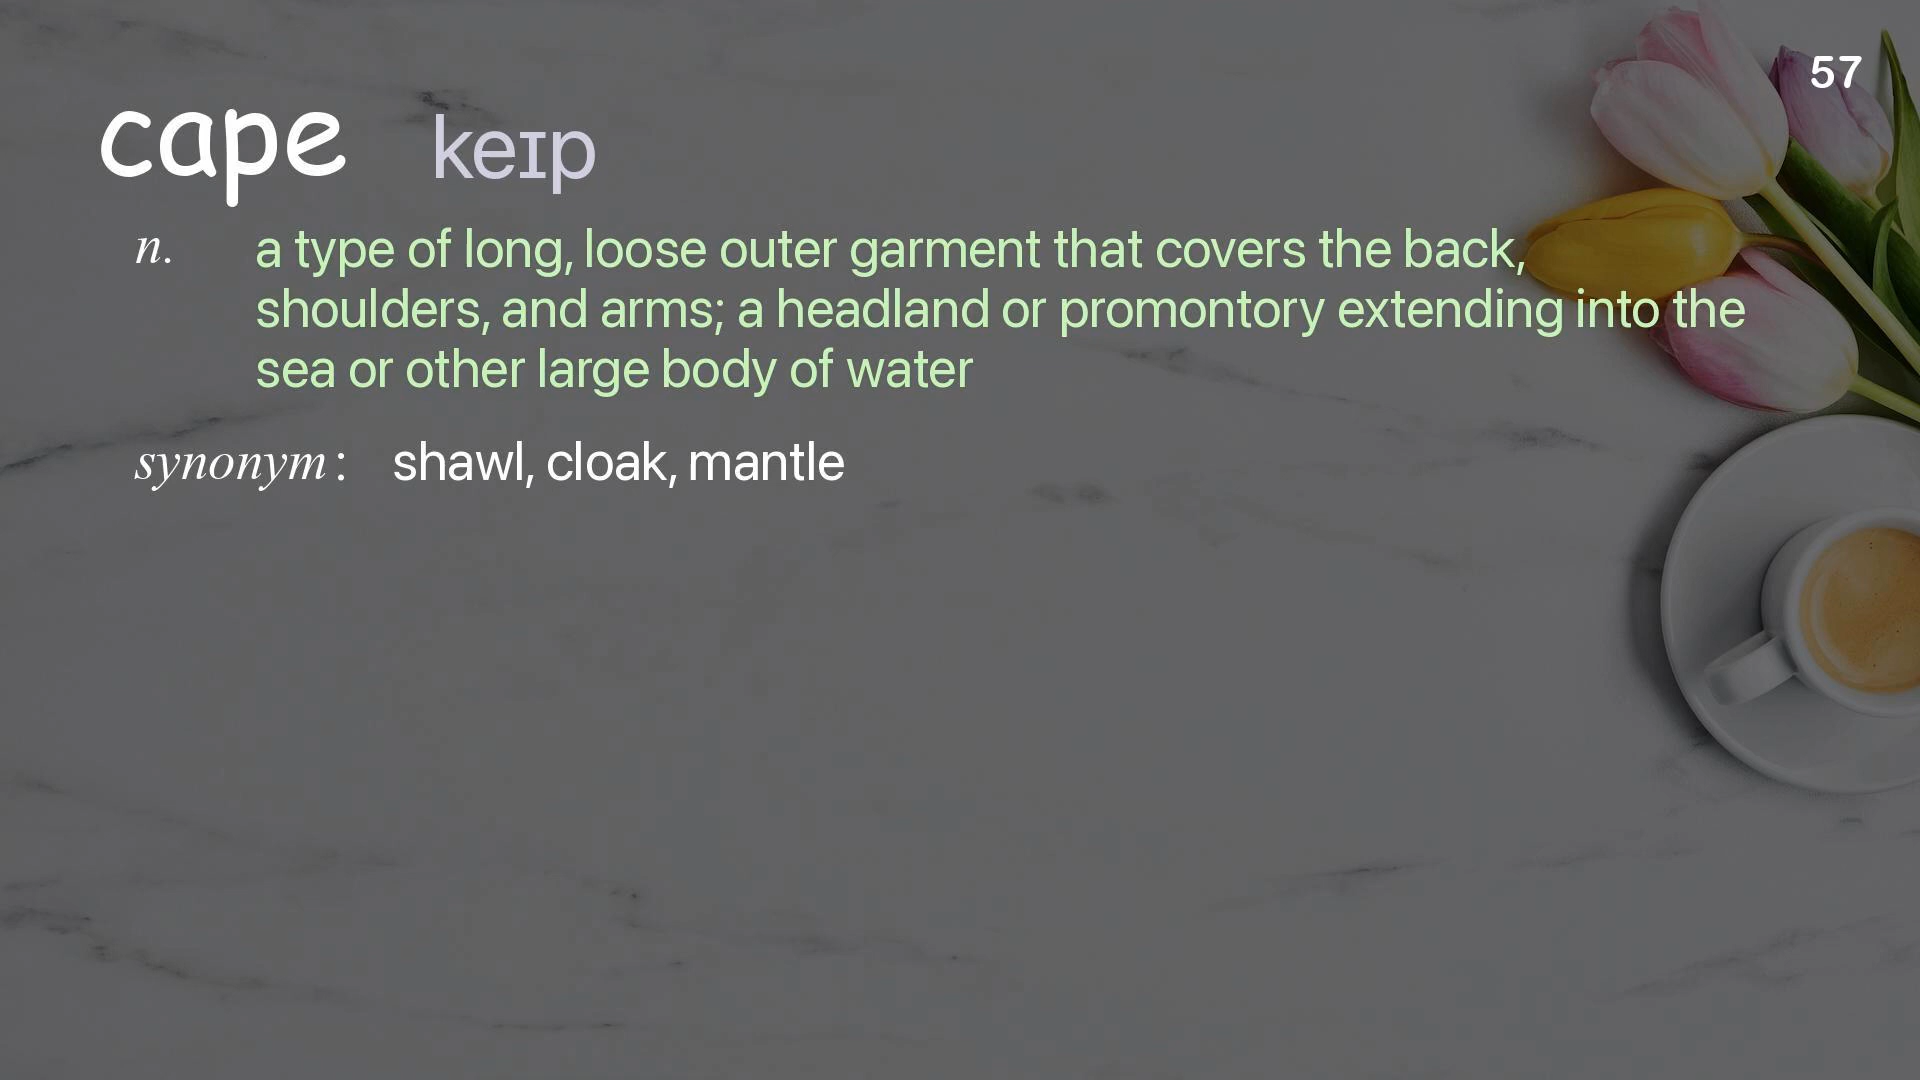 57
cape keɪp
n. a type of long, loose outer garment that covers the back,
shoulders, and arms; a headland or promontory extending into the
sea or other large body of water
synonym: shawl, cloak, mantle